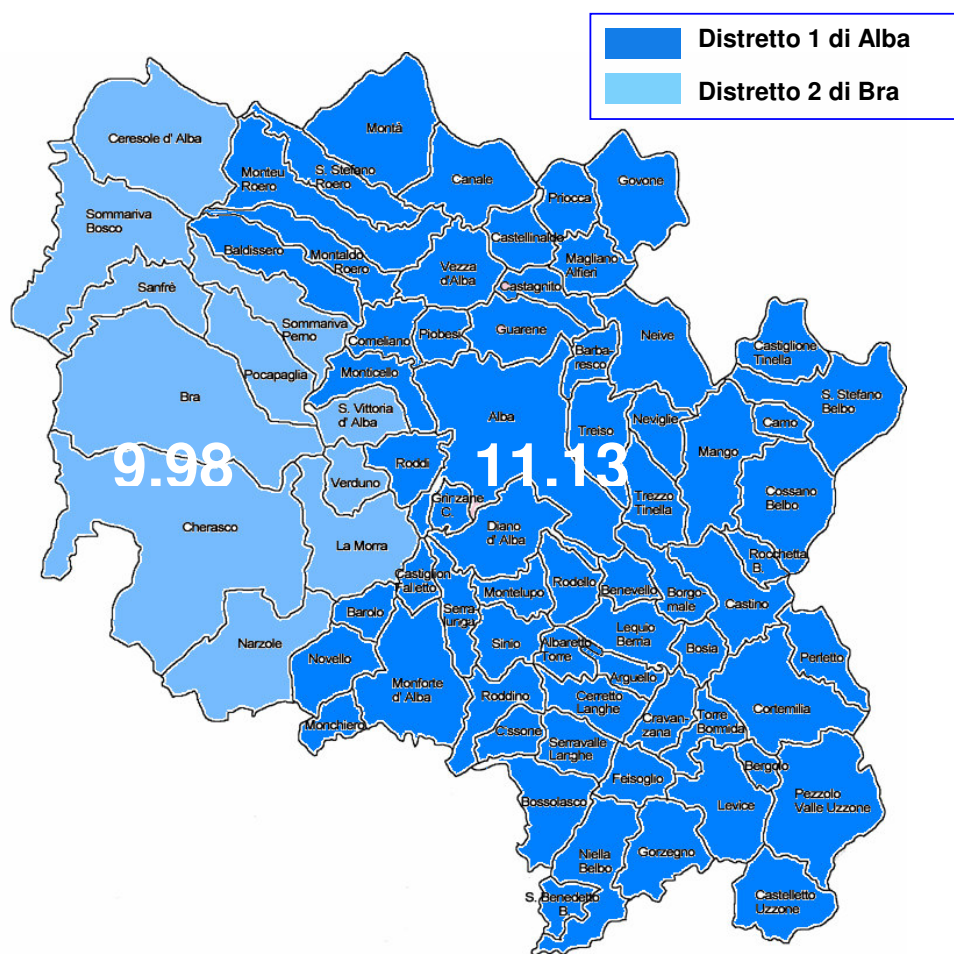 Distretto 1 di Alba
Distretto 2 di Bra
Ceresole d' Alba
Montà
Monteu
Roero
S. Stefano
Roero
Canale
Priocca
Govone
Sommariva
Bosco
Baldissero
Montaldo
Roero
Vezza
d'Alba
Castellinaldo
Magliano
Alfieri
Sanfrè
Castagnito
Sommariva
Perno
Corneliano
Piobesi
Guarene
Barba-
resco
Neive
Castiglione
Tinella
Pocapaglia
Monticello
Bra
S. Vittoria
d' Alba
Alba
Treiso
Neviglie
Mango
S. Stefano
Belbo
Camo
9.98
11.13
Verduno
Roddi
Grinzane
C.
Trezzo
Tinella
Cossano
Belbo
Cherasco
La Morra
Diano
d' Alba
Rocchetta
B.
Castiglion
Falletto
Montelupo
Rodello
Benevello
Borgo-
male
Castino
Barolo
Serra
lunga
Sinio
Albaretto
Torre
Lequio
Berria
Bosia
Perletto
Narzole
Novello
Monforte
d' Alba
Roddino
Arguello
Cerretto
Langhe
Cravan-
zana
Torre
Bormida
Cortemilia
Monchiero
Cissone
Serravalle
Langhe
Feisoglio
Bergolo
Bossolasco
Levice
Pezzolo
Valle Uzzone
Niella
Belbo
Gorzegno
S. Benedetto
B.
Castelletto
Uzzone